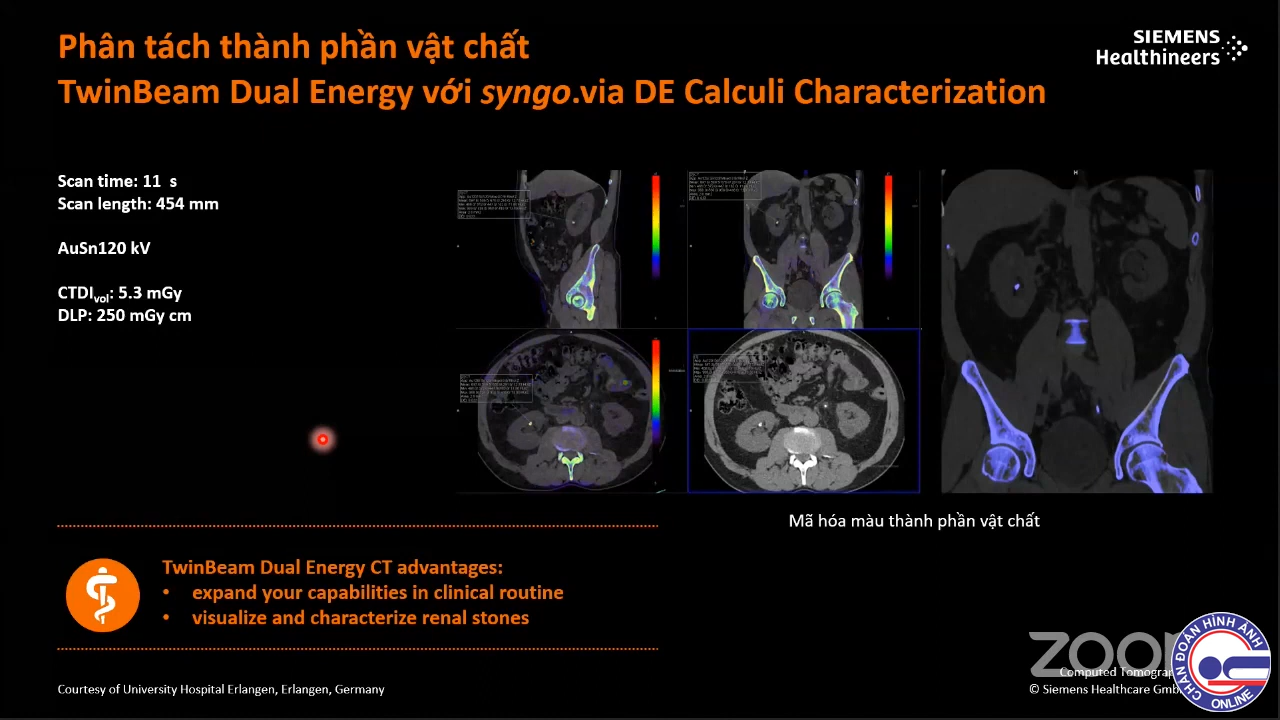 Phân tách thành phần vật chất
TwinBeam Dual Energy với syngo.via DE Calculi Characterization
SIEMENS
Healthineers
Scan time: 11 s
Scan length: 454 mm
AuSn120 kV
CTDIvol: 5.3 mGy
DLP: 250 mGy cm
Mã hóa màu thành phần vật chất
TwinBeam Dual Energy CT advantages:
• expand your capabilities in clinical routine
• visualize and characterize renal stones
Courtesy of University Hospital Erlangen, Erlangen, Germany
zoom
Computed
© Siemens Healthcare
CHẨN ĐOÁN HÌNH ẢNH
ONLINE